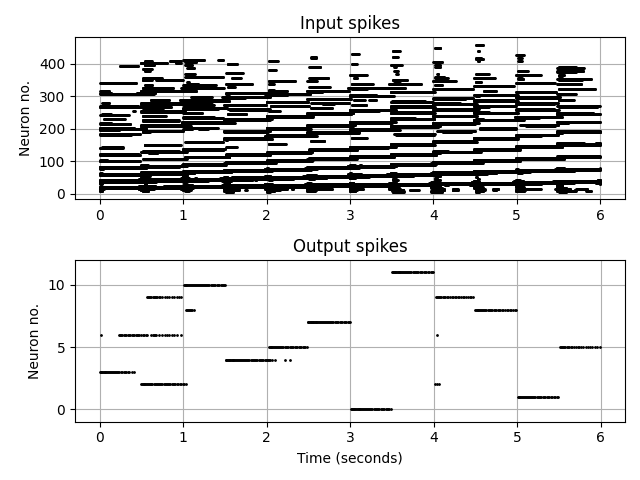 Input spikes
Neuron no.
400
300
200
100
0
0 1 2 3 4 5 6
Output spikes
Neuron no.
10
5
0
0 1 2 3 4 5 6
Time (seconds)